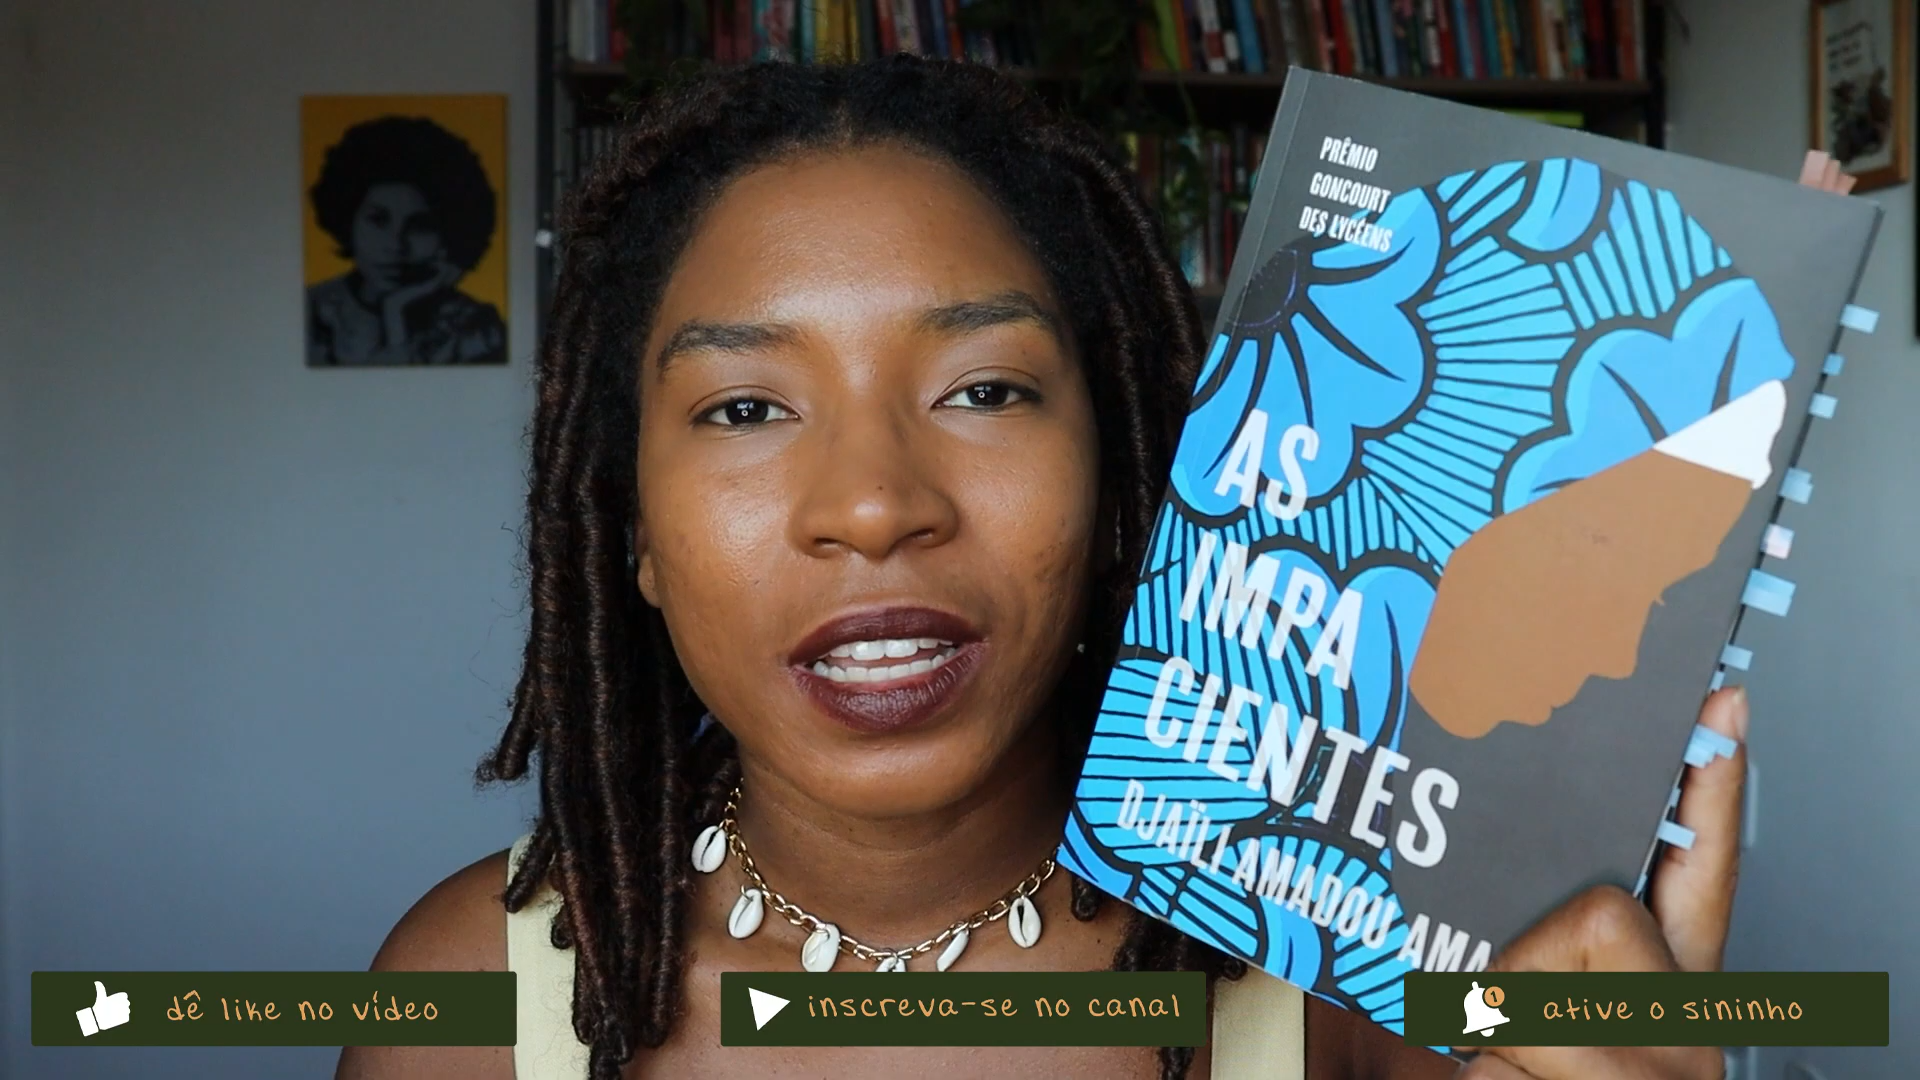 PRÊMIO
GONCOURT
DES LYCÉENS
AS
IMPA
CIENTES
DJAÏLI AMADOU AMA
dê like no vídeo
inscreva-se no canal
1
ative o sininho